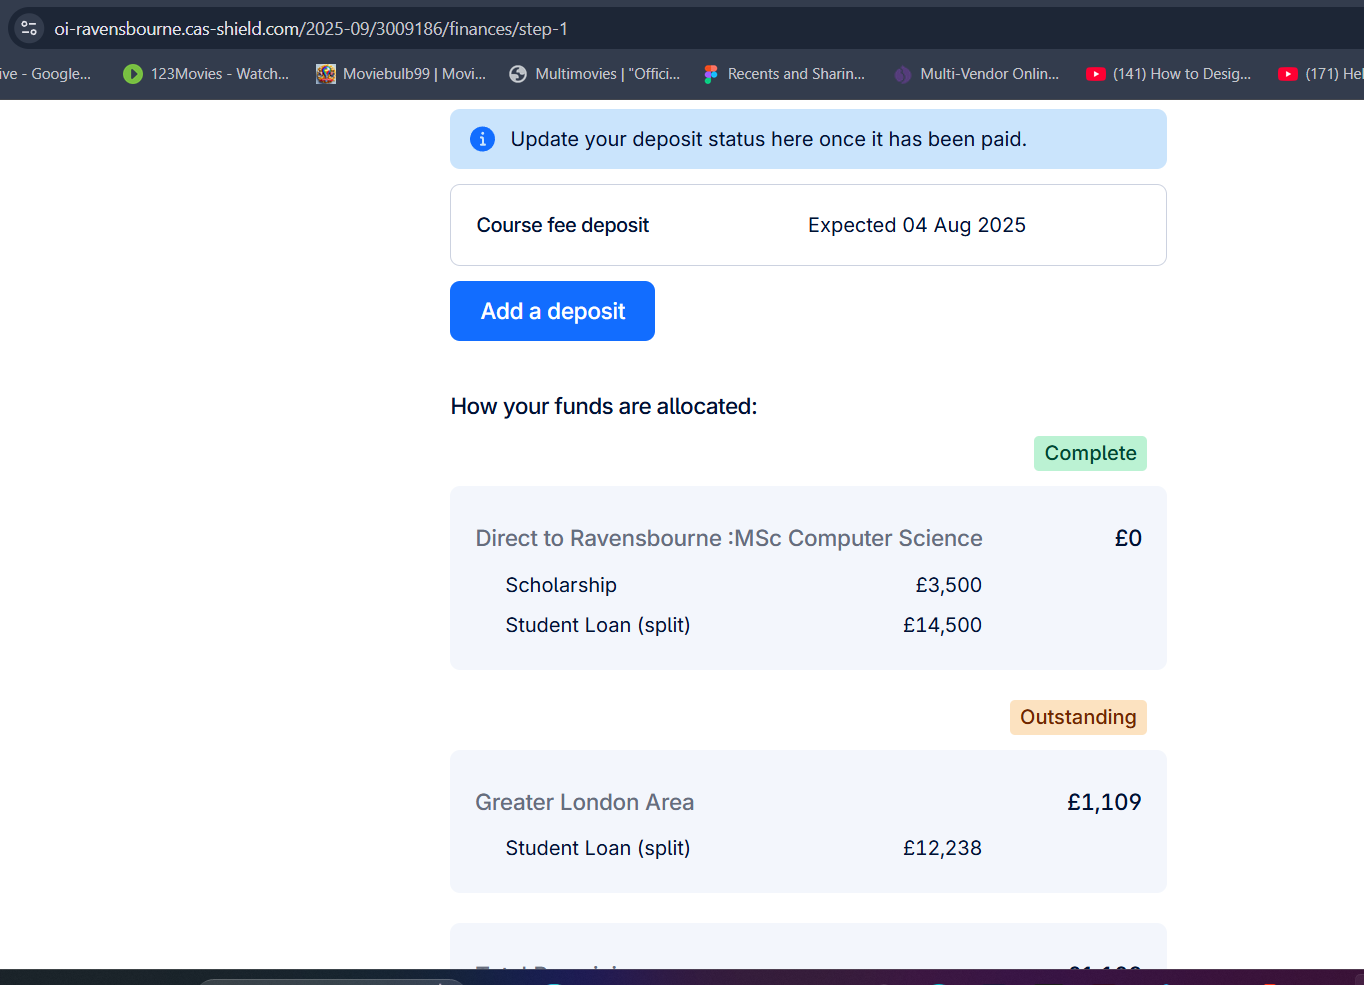 oi-ravensbourne.cas-shield.com/2025-09/3009186/finances/step-1
ive - Google... 123Movies - Watch... Multimovies | "Offici... Moviebulb99 | Movi... Recents and Sharin... Multi-Vendor Onlin... (141) How to Desig... (171) Hel
Update your deposit status here once it has been paid.
Course fee deposit Expected 04 Aug 2025
Add a deposit
How your funds are allocated:
Complete
Direct to Ravensbourne :MSc Computer Science £0
Scholarship £3,500
Student Loan (split) £14,500
Outstanding
Greater London Area £1,109
Student Loan (split) £12,238